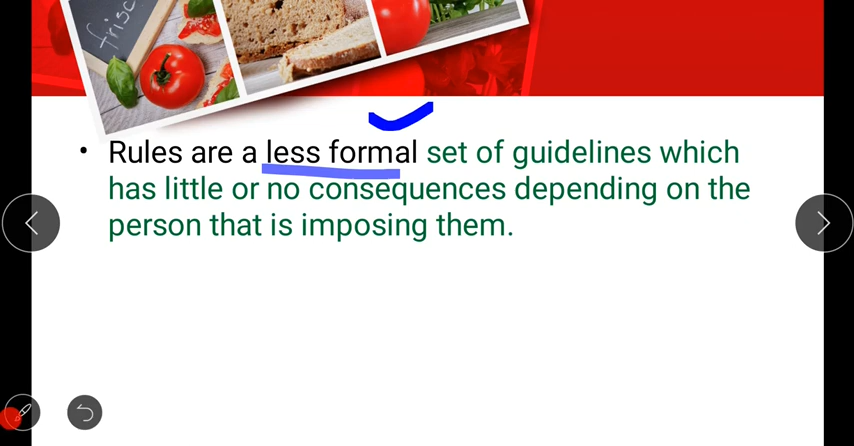 frisc
• Rules are a less formal set of guidelines which
has little or no consequences depending on the
person that is imposing them.